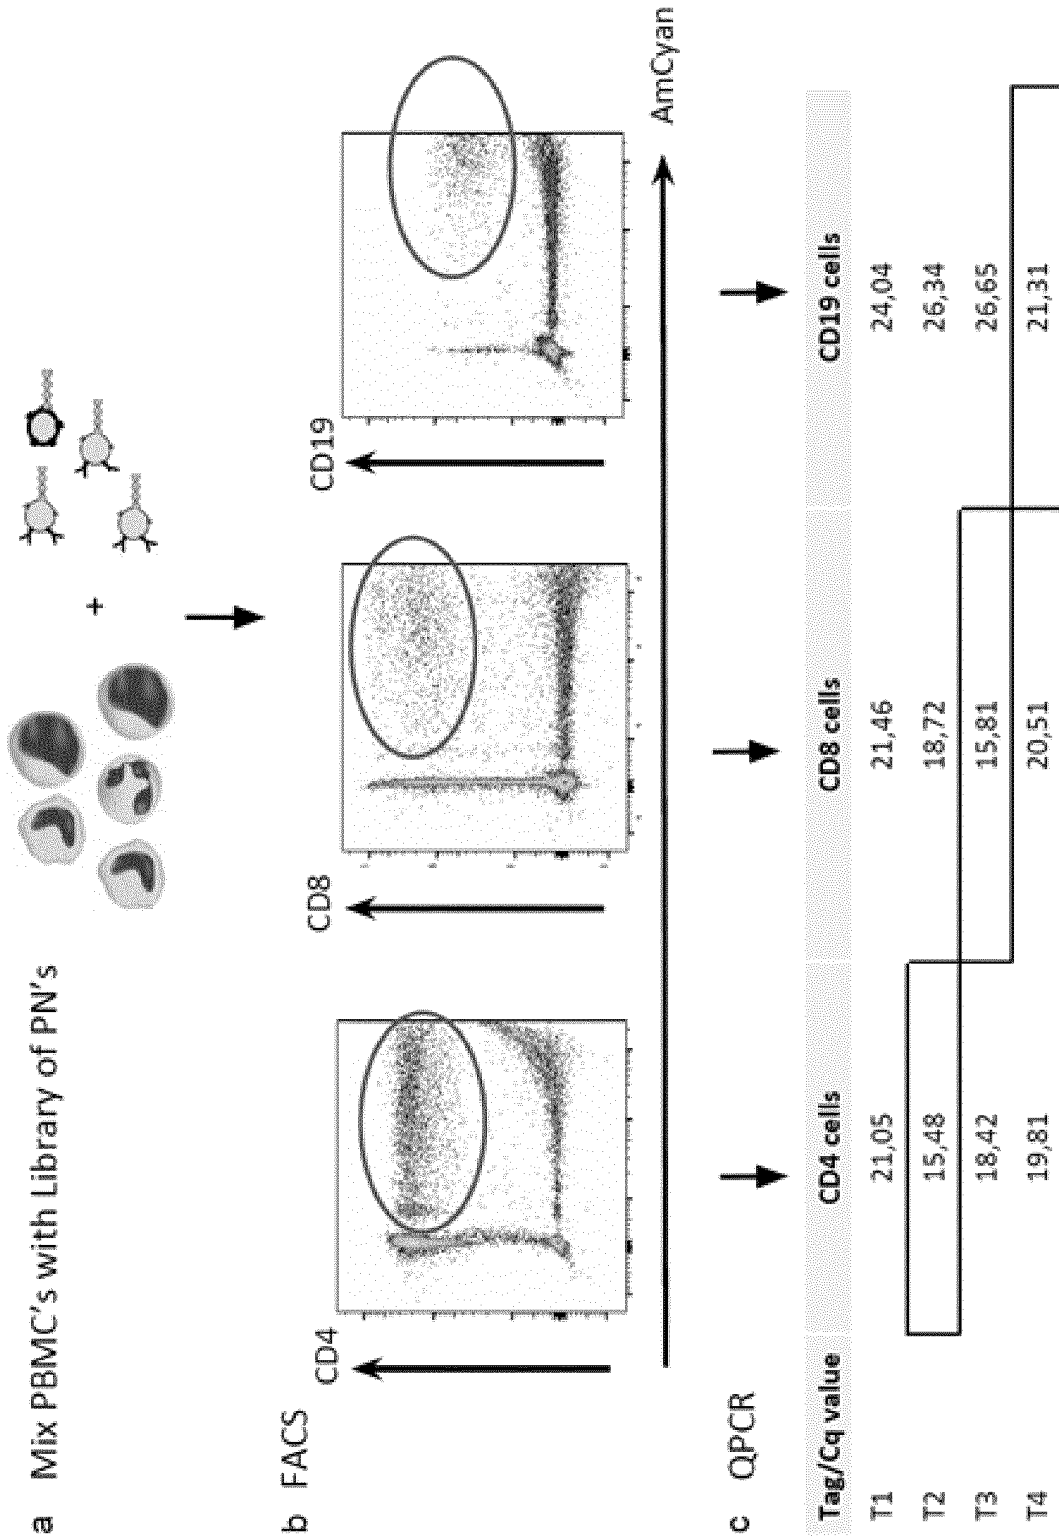 a Mix PBMC's with Library of PN's
+
b FACS
CD4
CD8
CD19
AmCyan
c QPCR
Tag/Cq value CD4 cells CD8 cells CD19 cells
T1 21,05 21,46 24,04
T2 15,48 18,72 26,34
T3 18,42 15,81 26,65
T4 19,81 20,51 21,31